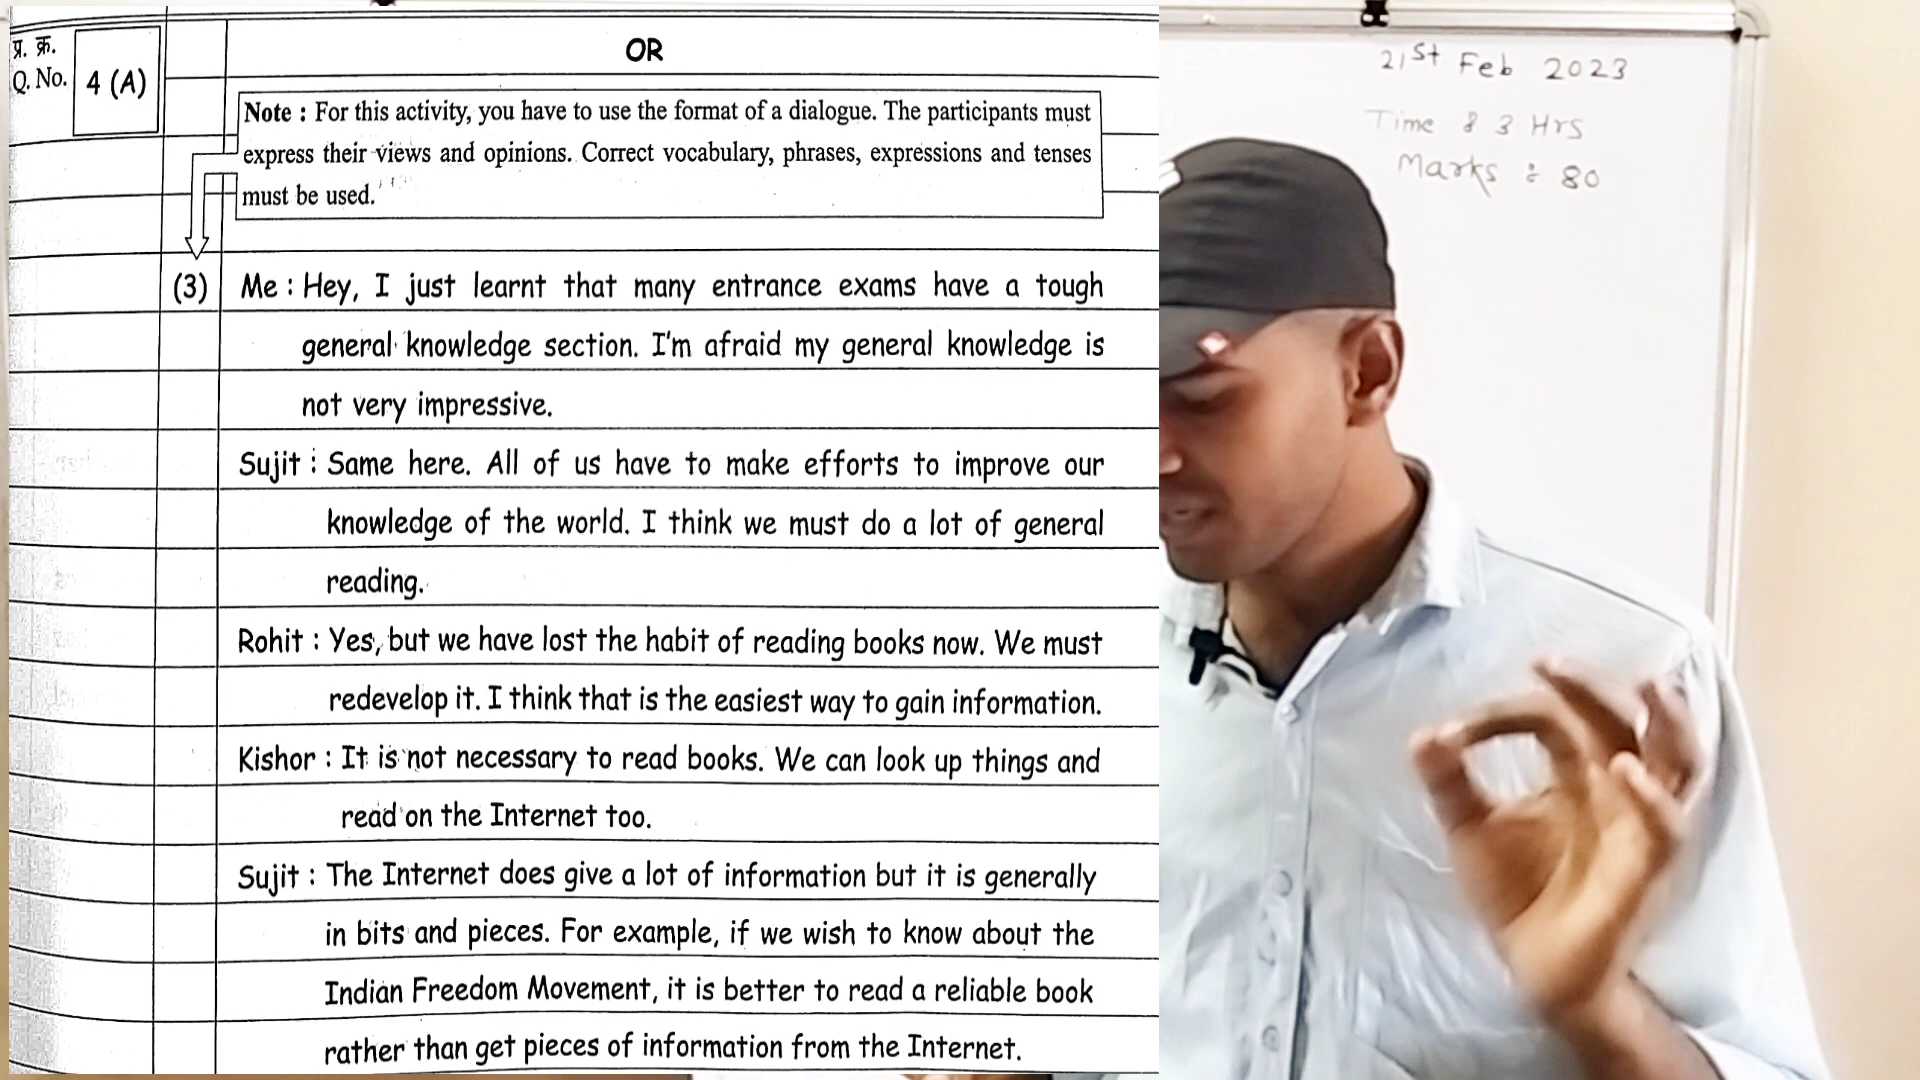 प्र. क्र.
Q. No.
4 (A)
OR
Note : For this activity, you have to use the format of a dialogue. The participants must
express their views and opinions. Correct vocabulary, phrases, expressions and tenses
must be used.
(3) Me : Hey, I just learnt that many entrance exams have a tough
general knowledge section. I'm afraid my general knowledge is
not very impressive.
Sujit : Same here. All of us have to make efforts to improve our
knowledge of the world. I think we must do a lot of general
reading.
Rohit : Yes, but we have lost the habit of reading books now. We must
redevelop it. I think that is the easiest way to gain information.
Kishor : It is not necessary to read books. We can look up things and
read on the Internet too.
Sujit : The Internet does give a lot of information but it is generally
in bits and pieces. For example, if we wish to know about the
Indian Freedom Movement, it is better to read a reliable book
rather than get pieces of information from the Internet.
21st Feb 2023
Time : 3 Hrs
Marks : 80